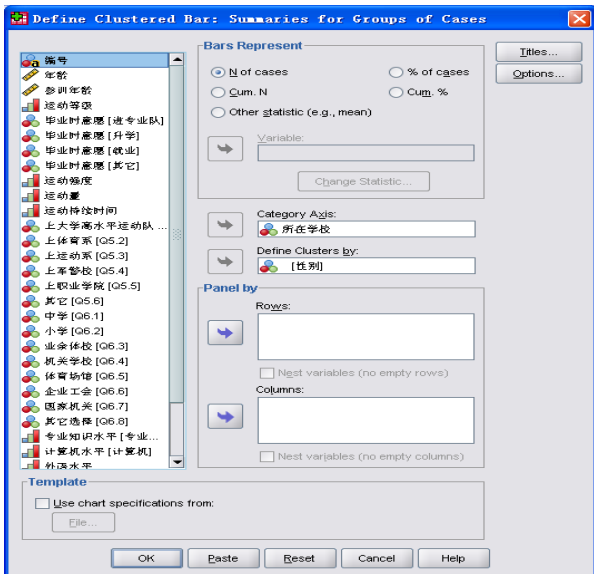 Define Clustered Bar: Summaries for Groups of Cases
编号
年龄
参训年龄
运动等级
毕业时意愿 [进专业队]
毕业时意愿 [升学]
毕业时意愿 [就业]
毕业时意愿 [其它]
运动强度
运动量
运动持续时间
上大学高水平运动队 ...
上体育系 [Q5.2]
上运动系 [Q5.3]
上军警校 [Q5.4]
上职业学院 [Q5.5]
其它 [Q5.6]
中学 [Q6.1]
小学 [Q6.2]
业余体校 [Q6.3]
机关学校 [Q6.4]
体育场馆 [Q6.5]
企业工会 [Q6.6]
国家机关 [Q6.7]
其它选择 [Q6.8]
专业知识水平 [专业...
计算机水平 [计算机]
外语水平
Bars Represent
N of cases
% of cases
Cum. N
Cum. %
Other statistic (e.g., mean)
Variable:
Change Statistic...
Category Axis:
所在学校
Define Clusters by:
[性别]
Panel by
Rows:
Nest variables (no empty rows)
Columns:
Nest variables (no empty columns)
Titles...
Options...
Template
Use chart specifications from:
File...
OK
Paste
Reset
Cancel
Help